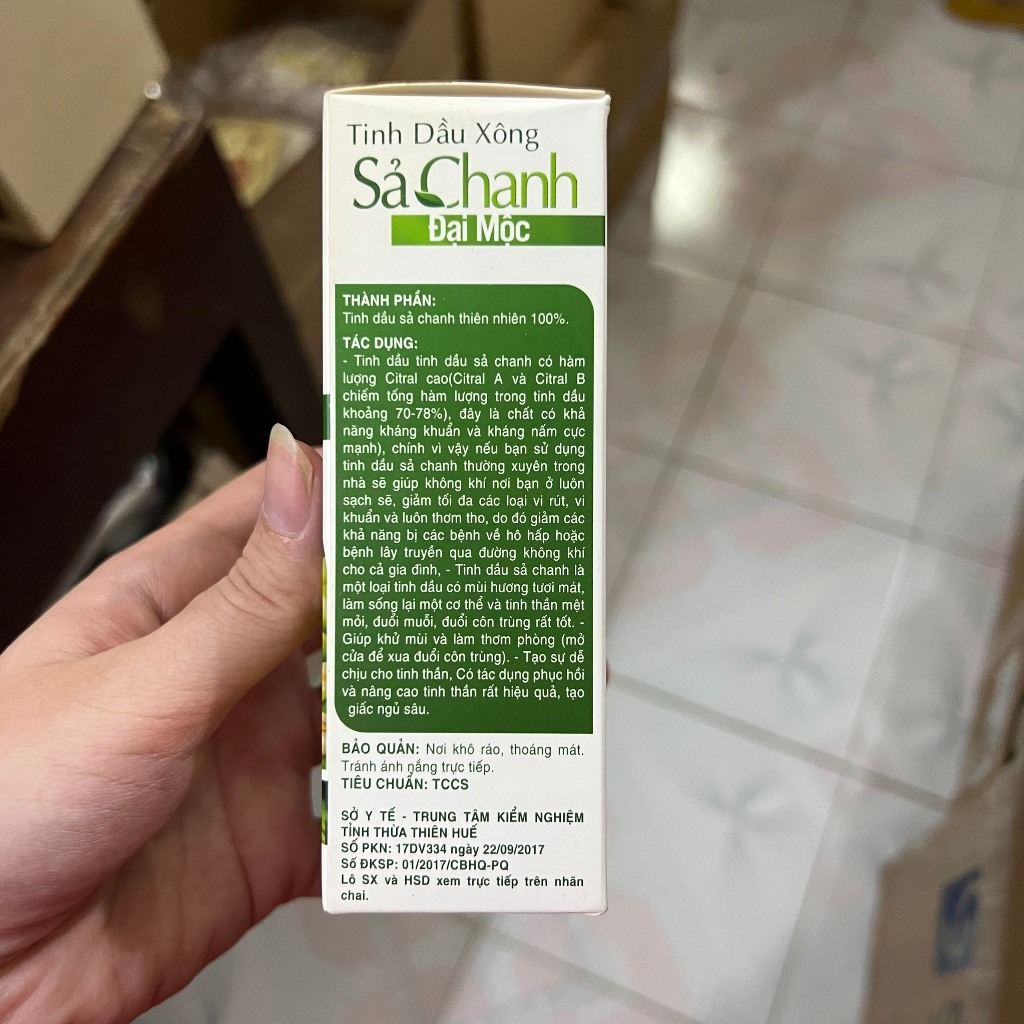 Tinh Dầu Xông
Sả Chanh
Đại Mộc
THÀNH PHẦN:
Tinh dầu sả chanh thiên nhiên 100%.
TÁC DỤNG:
- Tinh dầu tinh dầu sả chanh có hàm
lượng Citral cao(Citral A và Citral B
chiếm tổng hàm lượng trong tinh dầu
khoảng 70-78%), đây là chất có khả
năng kháng khuẩn và kháng nấm cực
mạnh), chính vì vậy nếu bạn sử dụng
tinh dầu sả chanh thường xuyên trong
nhà sẽ giúp không khí nơi bạn ở luôn
sạch sẽ, giảm tối đa các loại vi rút, vi
khuẩn và luôn thơm tho, do đó giảm các
khả năng bị các bệnh về hô hấp hoặc
bệnh lây truyền qua đường không khí
cho cả gia đình, - Tinh dầu sả chanh là
một loại tinh dầu có mùi hương tươi mát,
làm sống lại một cơ thể và tinh thần mệt
mỏi, đuổi muỗi, đuổi côn trùng rất tốt. -
Giúp khử mùi và làm thơm phòng (mở
cửa để xua đuổi côn trùng). - Tạo sự dễ
chịu cho tinh thần, Có tác dụng phục hồi
và nâng cao tinh thần rất hiệu quả, tạo
giấc ngủ sâu.
BẢO QUẢN: Nơi khô ráo, thoáng mát.
Tránh ánh nắng trực tiếp.
TIÊU CHUẨN: TCCS
SỞ Y TẾ - TRUNG TÂM KIỂM NGHIỆM
TỈNH THỪA THIÊN HUẾ
SỐ PKN: 17DV334 ngày 22/09/2017
Số ĐKSP: 01/2017/CBHQ-PQ
Lô SX và HSD xem trực tiếp trên nhãn
chai.